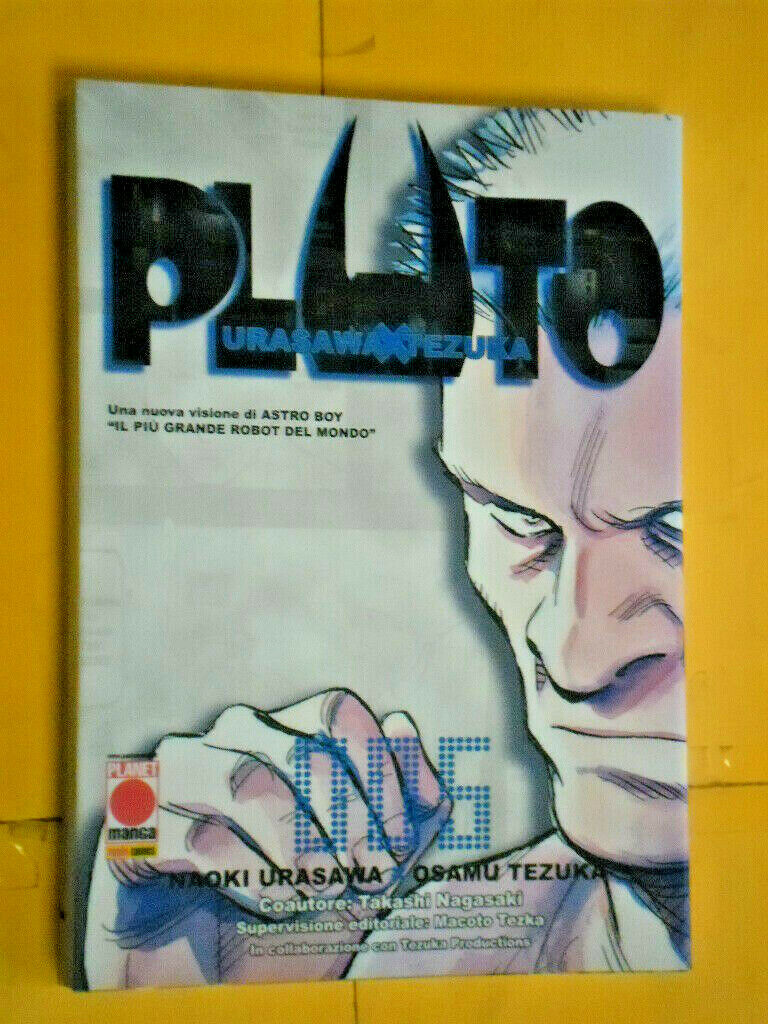 PLUTO
URASAWA X TEZUKA
Una nuova visione di ASTRO BOY
"IL PIÙ GRANDE ROBOT DEL MONDO"
PLANET
manga
NAOKI URASAWA X OSAMU TEZUKA
Coautore: Takashi Nagasaki
Supervisione editoriale: Macoto Tezka
In collaborazione con Tezuka Productions